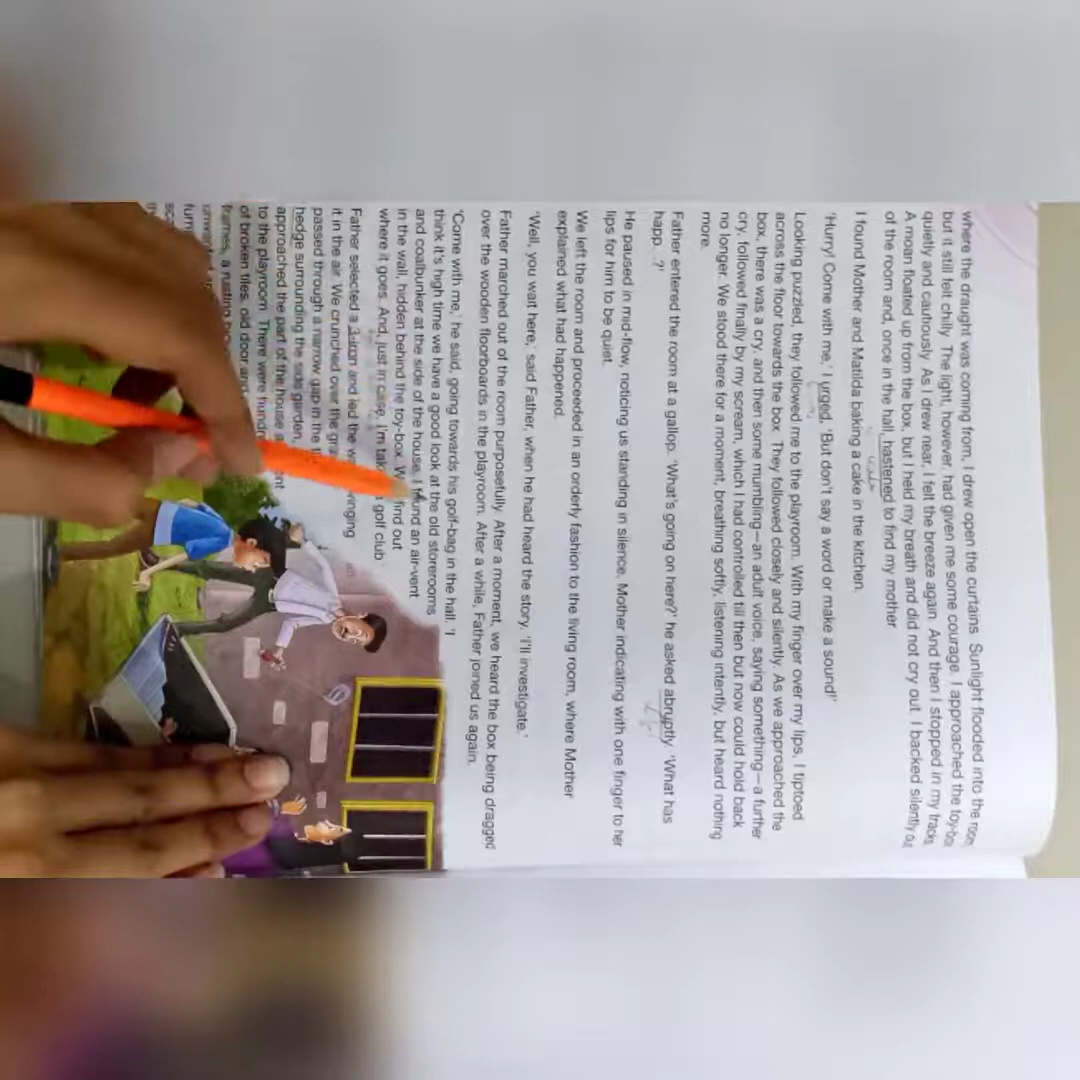 where the draught was coming from, I drew open the curtains. Sunlight flooded into the room
but it still felt chilly. The light, however, had given me some courage. I approached the toy-box
quietly and cautiously. As I drew near, I felt the breeze again. And then I stopped in my tracks.
A moan floated up from the box, but I held my breath and did not cry out. I backed silently out
of the room and, once in the hall, hastened to find my mother.
I found Mother and Matilda baking a cake in the kitchen.
'Hurry! Come with me,' I urged. 'But don't say a word or make a sound!'
Looking puzzled, they followed me to the playroom. With my finger over my lips, I tiptoed
across the floor towards the box. They followed closely and silently. As we approached the
box, there was a cry, and then some mumbling—an adult voice, saying something—a further
cry, followed finally by my scream, which I had controlled till then but now could hold back
no longer. We stood there for a moment, breathing softly, listening intently, but heard nothing
more.
Father entered the room at a gallop. 'What's going on here?' he asked abruptly. 'What has
happ...?'
He paused in mid-flow, noticing us standing in silence, Mother indicating with one finger to her
lips for him to be quiet.
We left the room and proceeded in an orderly fashion to the living room, where Mother
explained what had happened.
'Well, you wait here,' said Father, when he had heard the story. 'I'll investigate.'
Father marched out of the room purposefully. After a moment, we heard the box being dragged
over the wooden floorboards in the playroom. After a while, Father joined us again.
'Come with me,' he said, going towards his golf-bag in the hall. 'I
think it's high time we have a good look at the old storerooms
and coalbunker at the side of the house. I found an air-vent
in the wall, hidden behind the toy-box. find out
where it goes. And, just in case, I'm golf club
Father selected a 3-iron and led the
it in the air. We crunched over the
passed through a narrow gap in the
hedge surrounding the side garden,
approached the part of the house
to the playroom. There were
of broken tiles, old door and
frames, a rusting